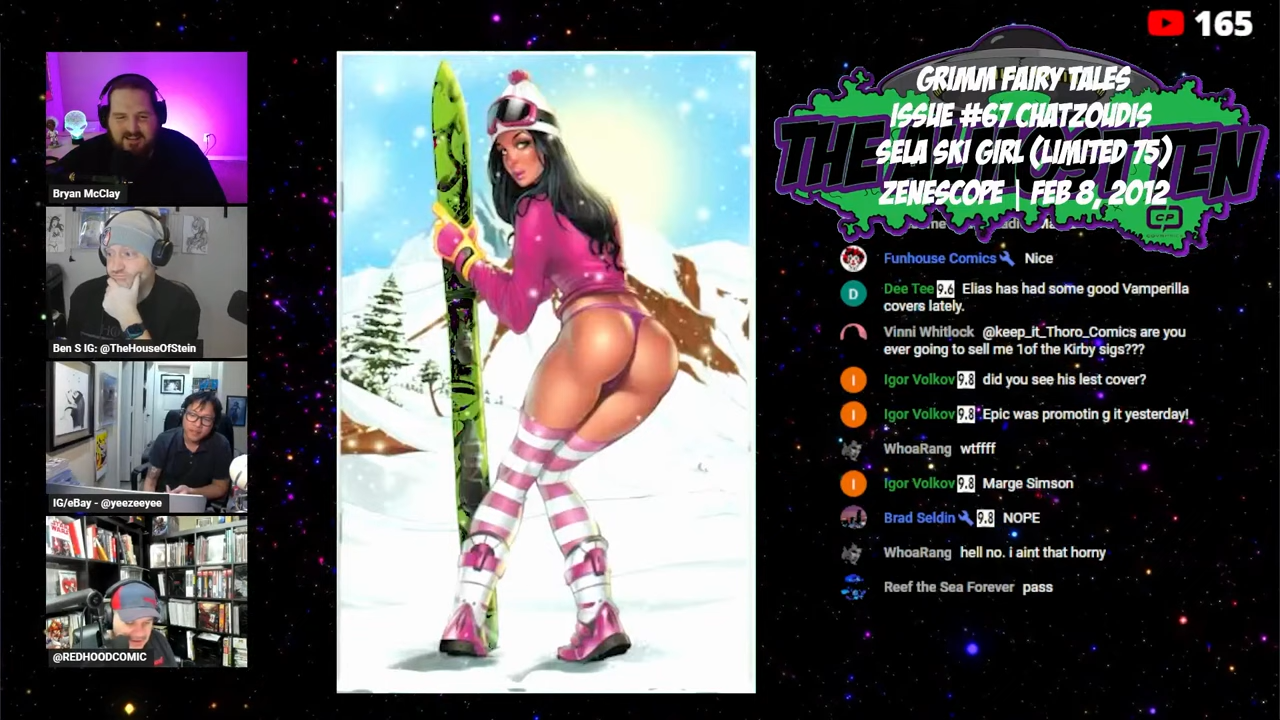 165
GRIMM FAIRY TALES
ISSUE #67 CHATZOUDIS
SELA SKI GIRL (LIMITED 75)
ZENESCOPE | FEB 8, 2012
THE TEN
CP
Bryan McClay
Ben S IG: @TheHouseOfStein
IG/eBay - @yeezeeyee
@REDHOODCOMIC
Funhouse Comics Nice
Dee Tee 9.6 Elias has had some good Vamperilla
covers lately.
Vinni Whitlock @keep_it_Thoro_Comics are you
ever going to sell me 1of the Kirby sigs???
Igor Volkov 9.8 did you see his lest cover?
Igor Volkov 9.8 Epic was promotin g it yesterday!
WhoaRang wtffff
Igor Volkov 9.8 Marge Simson
Brad Seldin 9.8 NOPE
WhoaRang hell no. i aint that horny
Reef the Sea Forever pass